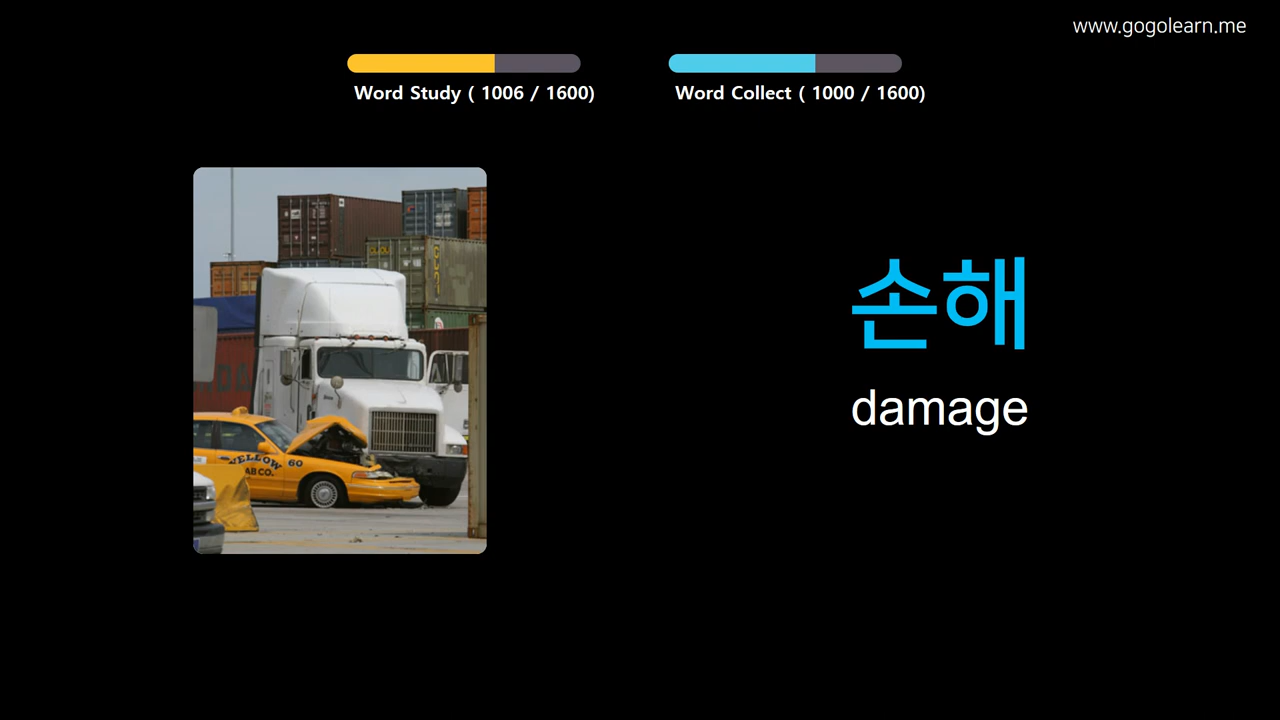 www.gogolearn.me
Word Study ( 1006 / 1600)
Word Collect ( 1000 / 1600)
손해
damage
YELLOW 60
CAB CO.